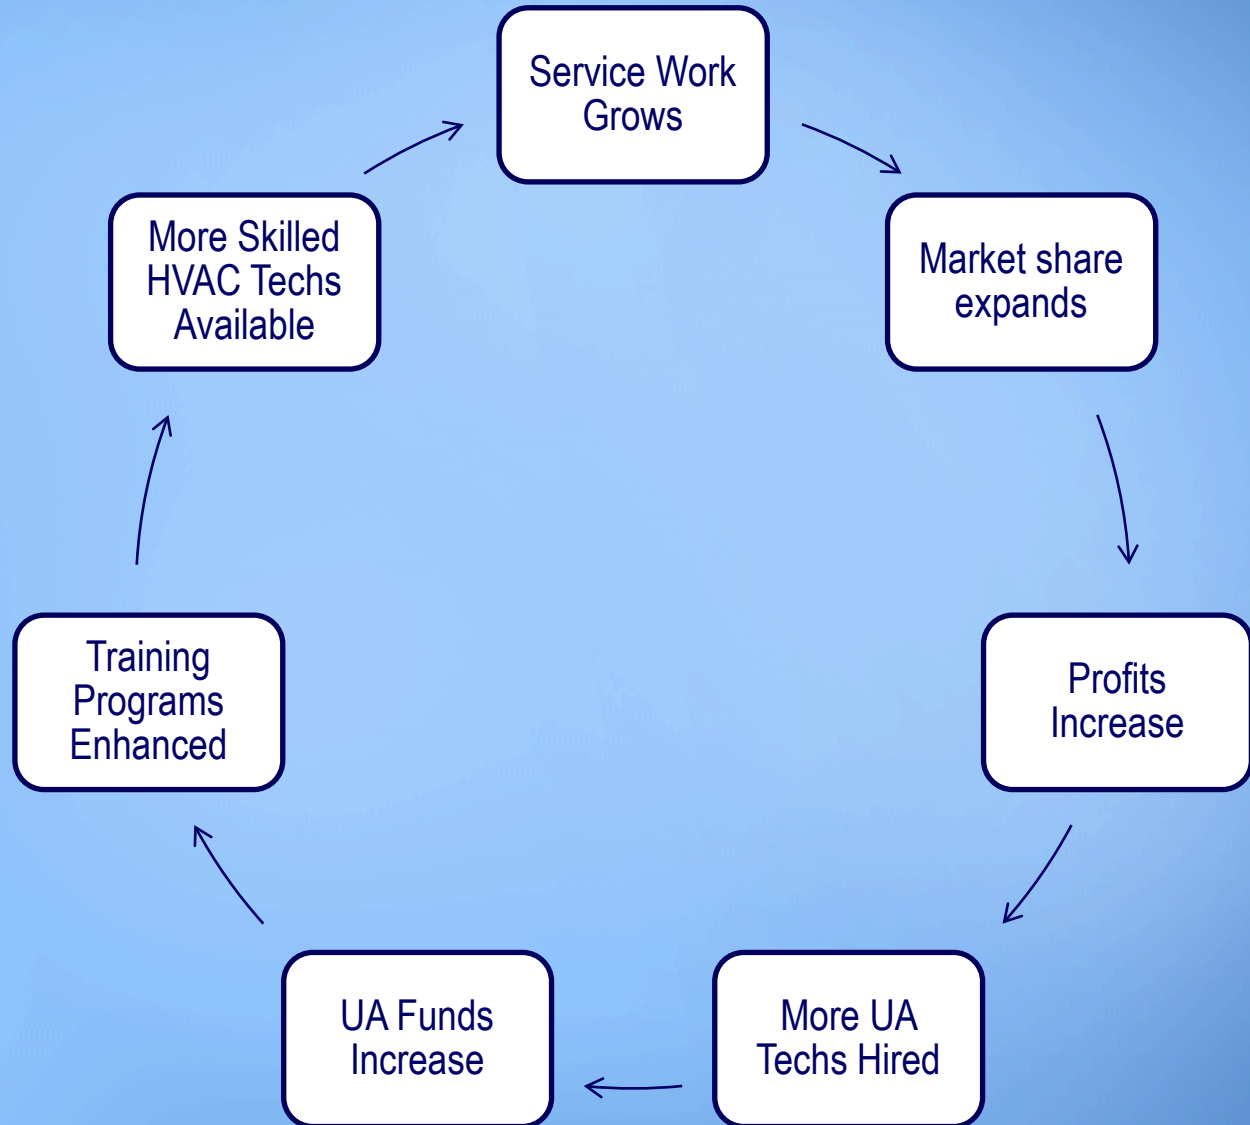 Service Work
Grows
Market share
expands
Profits
Increase
More UA
Techs Hired
UA Funds
Increase
Training
Programs
Enhanced
More Skilled
HVAC Techs
Available